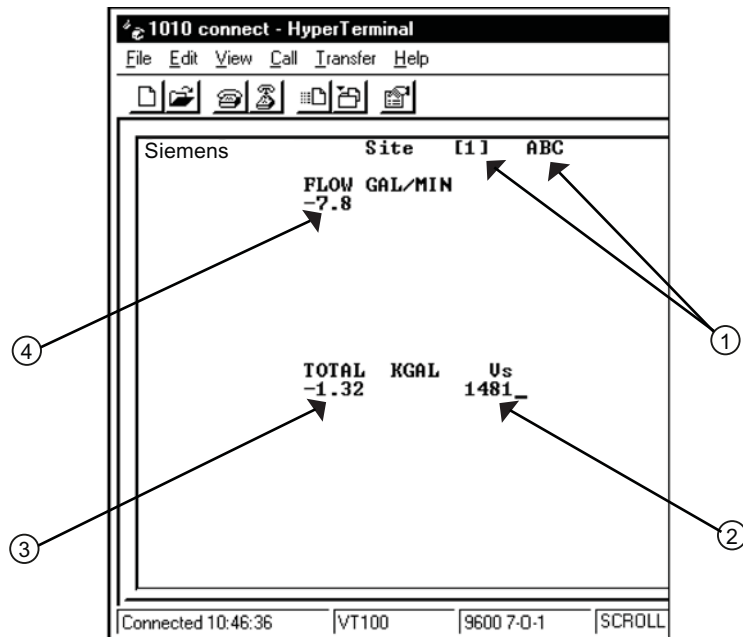 1010 connect - HyperTerminal
File Edit View Call Transfer Help
Siemens Site [1] ABC
FLOW GAL/MIN
-7.8
4
1
TOTAL KGAL Vs
-1.32 1481_
3
2
Connected 10:46:36 VT100 9600 7-0-1 SCROLL